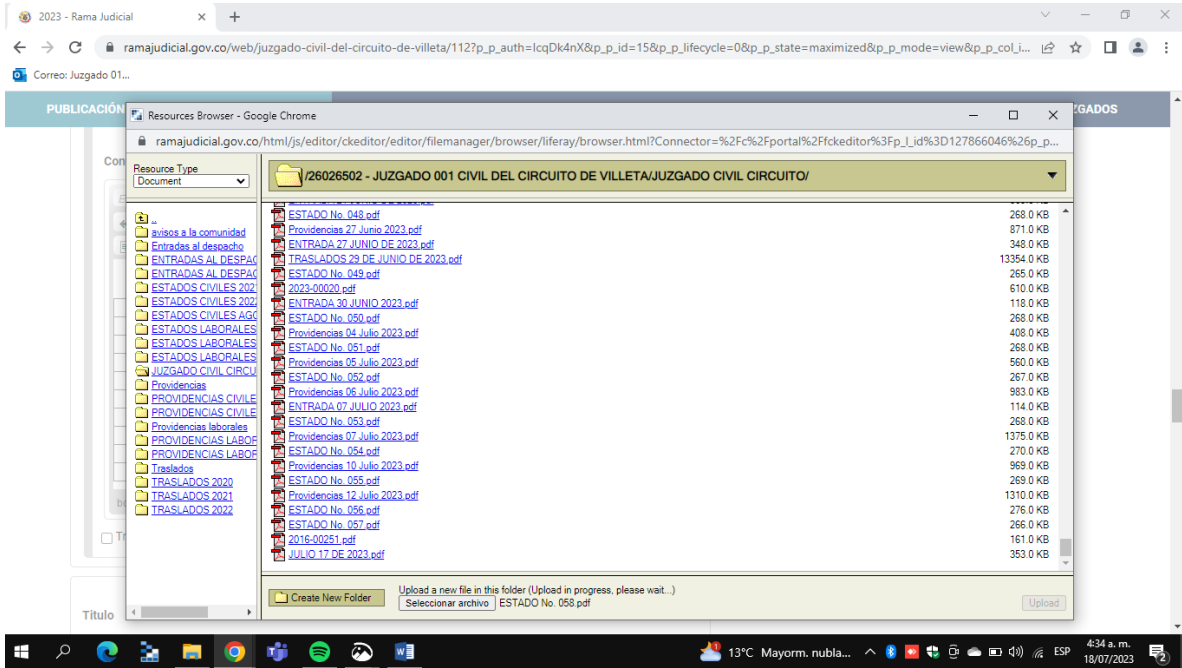 2023 - Rama Judicial
ramajudicial.gov.co/web/juzgado-civil-del-circuito-de-villeta/112?p_p_auth=IcqDk4nX&p_p_id=15&p_p_lifecycle=0&p_p_state=maximized&p_p_mode=view&p_p_col_i...
Correo: Juzgado 01...
PUBLICACIÓN
ZGADOS
Resources Browser - Google Chrome
ramajudicial.gov.co/html/js/editor/ckeditor/editor/filemanager/browser/liferay/browser.html?Connector=%2Fc%2Fportal%2Ffckeditor%3Fp_l_id%3D127866046%26p_p...
Con
Resource Type
Document
/26026502 - JUZGADO 001 CIVIL DEL CIRCUITO DE VILLETA/JUZGADO CIVIL CIRCUITO/
..
avisos a la comunidad
Entradas al despacho
ENTRADAS AL DESPAC
ENTRADAS AL DESPAC
ESTADOS CIVILES 202
ESTADOS CIVILES 202
ESTADOS CIVILES AGO
ESTADOS LABORALES
ESTADOS LABORALES
ESTADOS LABORALES
JUZGADO CIVIL CIRCU
Providencias
PROVIDENCIAS CIVILE
PROVIDENCIAS CIVILE
Providencias laborales
PROVIDENCIAS LABOR
PROVIDENCIAS LABOR
Traslados
TRASLADOS 2020
TRASLADOS 2021
TRASLADOS 2022
ESTADO No. 048.pdf 268.0 KB
Providencias 27 Junio 2023.pdf 871.0 KB
ENTRADA 27 JUNIO DE 2023.pdf 348.0 KB
TRASLADOS 29 DE JUNIO DE 2023.pdf 13354.0 KB
ESTADO No. 049.pdf 265.0 KB
2023-00020.pdf 610.0 KB
ENTRADA 30 JUNIO 2023.pdf 118.0 KB
ESTADO No. 050.pdf 268.0 KB
Providencias 04 Julio 2023.pdf 408.0 KB
ESTADO No. 051.pdf 268.0 KB
Providencias 05 Julio 2023.pdf 560.0 KB
ESTADO No. 052.pdf 267.0 KB
Providencias 06 Julio 2023.pdf 983.0 KB
ENTRADA 07 JULIO 2023.pdf 114.0 KB
ESTADO No. 053.pdf 268.0 KB
Providencias 07 Julio 2023.pdf 1375.0 KB
ESTADO No. 054.pdf 270.0 KB
Providencias 10 Julio 2023.pdf 969.0 KB
ESTADO No. 055.pdf 269.0 KB
Providencias 12 Julio 2023.pdf 1310.0 KB
ESTADO No. 056.pdf 276.0 KB
ESTADO No. 057.pdf 266.0 KB
2016-00251.pdf 161.0 KB
JULIO 17 DE 2023.pdf 353.0 KB
Tr
Create New Folder
Upload a new file in this folder (Upload in progress, please wait...)
Seleccionar archivo ESTADO No. 058.pdf
Upload
Título
13°C Mayorm. nubla...
ESP
4:34 a. m.
18/07/2023
2